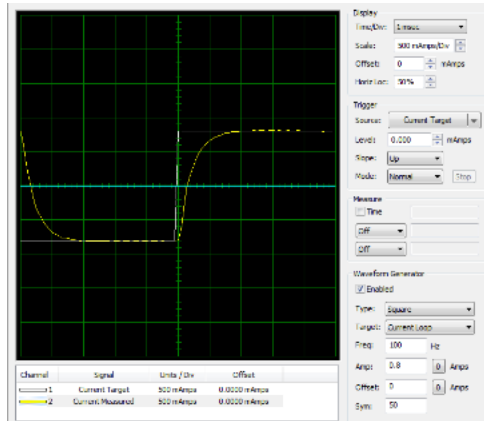 Display
Time/Div: 1 msec
Scale: 500 mAmps/Div
Offset: 0 mAmps
Horiz Loc: 50%
Trigger
Source: Current Target
Level: 0.000 mAmps
Slope: Up
Mode: Normal Stop
Measure
Time
Off
Off
Waveform Generator
Enabled
Type: Square
Target: Current Loop
Freq: 100 Hz
Amp: 0.8 0 Amps
Offset: 0 0 Amps
Sym: 50
Channel Signal Units / Div Offset
1 Current Target 500 mAmps 0.0000 mAmps
2 Current Measured 500 mAmps 0.0000 mAmps